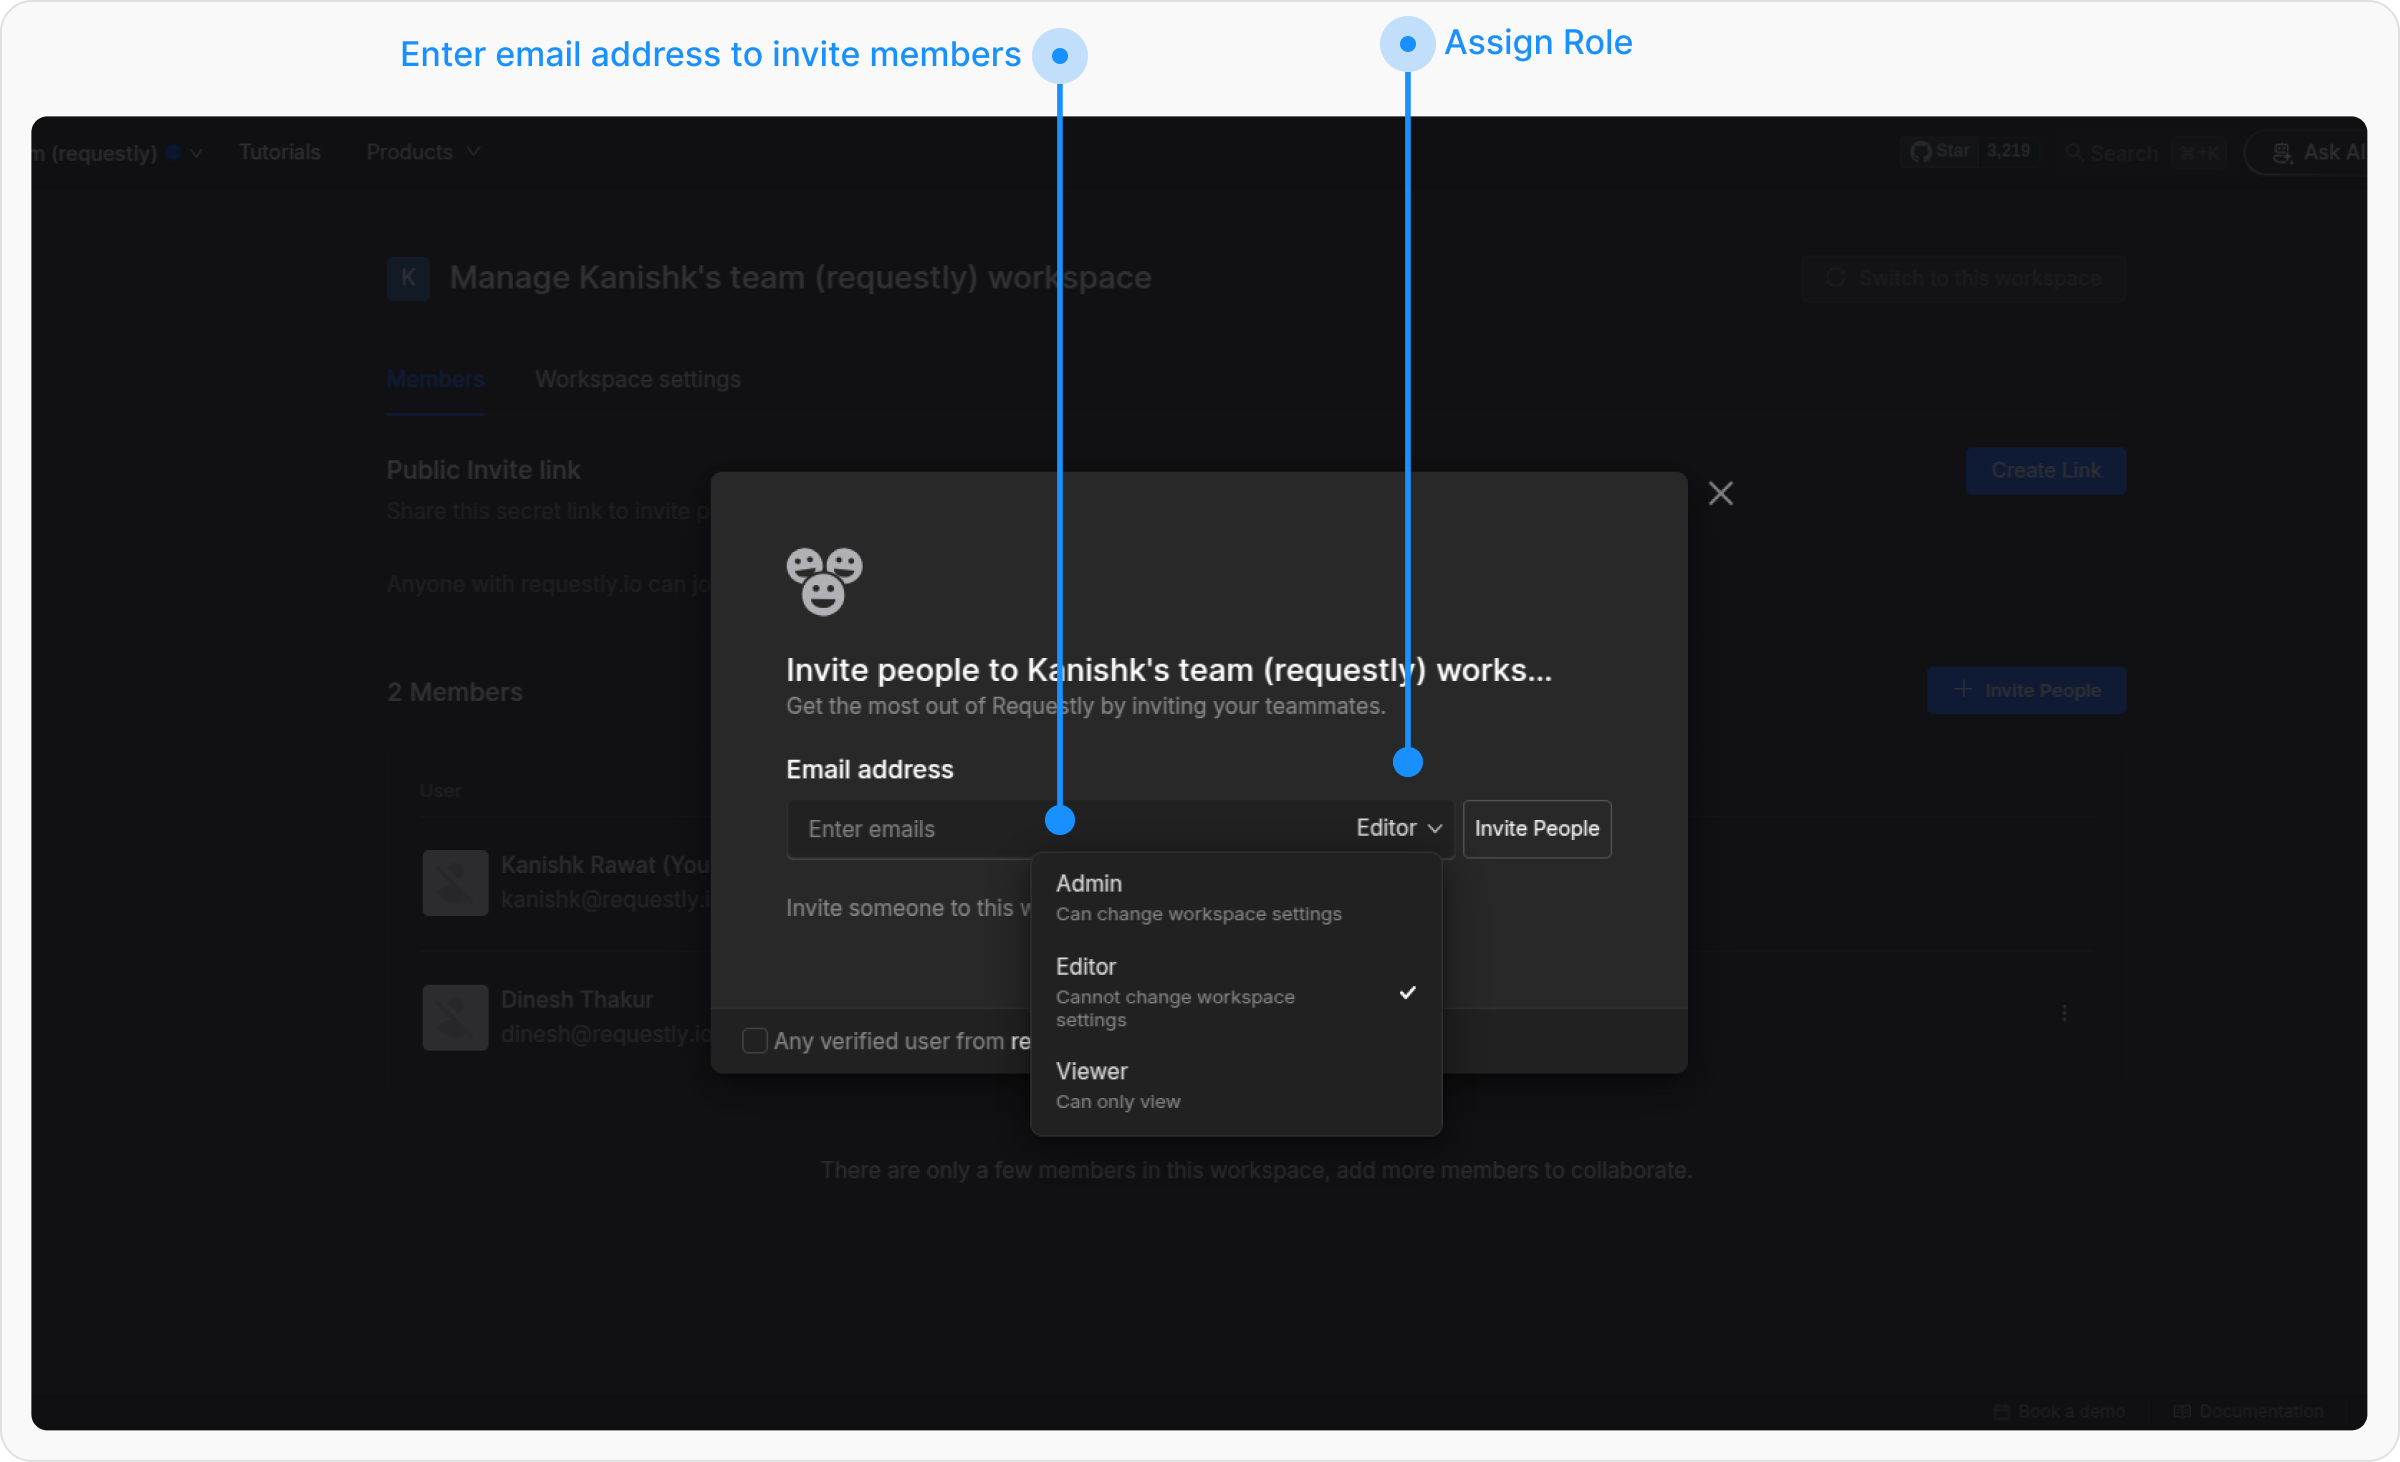 Enter email address to invite members
Assign Role
m (requestly)
Tutorials
Products
Star 3,219
Search ⌘+K
Ask AI
K
Manage Kanishk's team (requestly) workspace
Switch to this workspace
Members
Workspace settings
Public Invite link
Share this secret link to invite p
Create Link
Anyone with requestly.io can jo
2 Members
Invite People
User
Kanishk Rawat (You
kanishk@requestly.i
Dinesh Thakur
dinesh@requestly.io
Invite people to Kanishk's team (requestly) works...
Get the most out of Requestly by inviting your teammates.
Email address
Enter emails
Editor
Invite People
Invite someone to this w
Admin
Can change workspace settings
Editor
Cannot change workspace
settings
Viewer
Can only view
Any verified user from re
There are only a few members in this workspace, add more members to collaborate.
Book a demo
Documentation